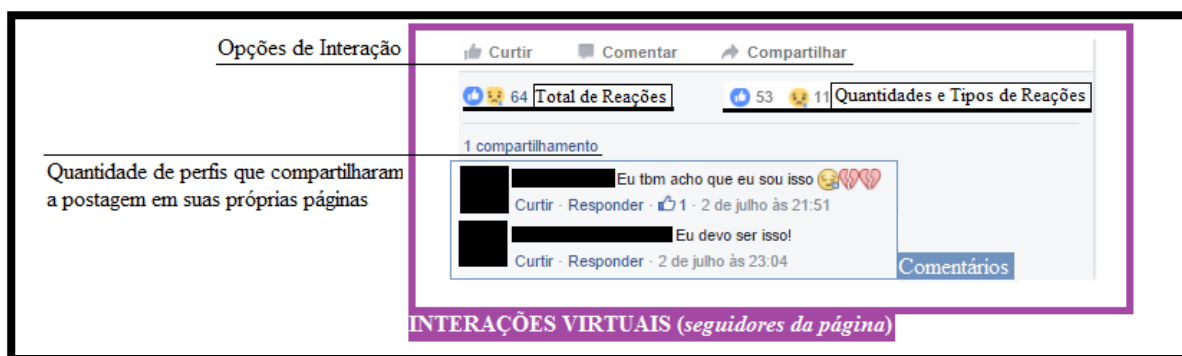 Opções de Interação
Curtir Comentar Compartilhar
64 Total de Reações
53 11 Quantidades e Tipos de Reações
1 compartilhamento
Quantidade de perfis que compartilharam
a postagem em suas próprias páginas
Eu tbm acho que eu sou isso
Curtir · Responder · 1 · 2 de julho às 21:51
Eu devo ser isso!
Curtir · Responder · 2 de julho às 23:04
Comentários
INTERAÇÕES VIRTUAIS (seguidores da página)